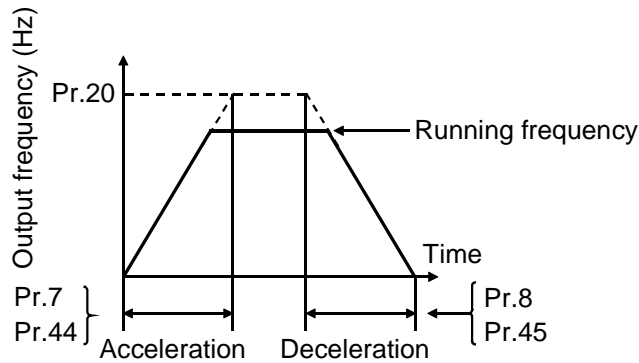 Output frequency (Hz)
Pr.20
Running frequency
Time
Pr.7
Pr.44
Acceleration
Deceleration
Pr.8
Pr.45